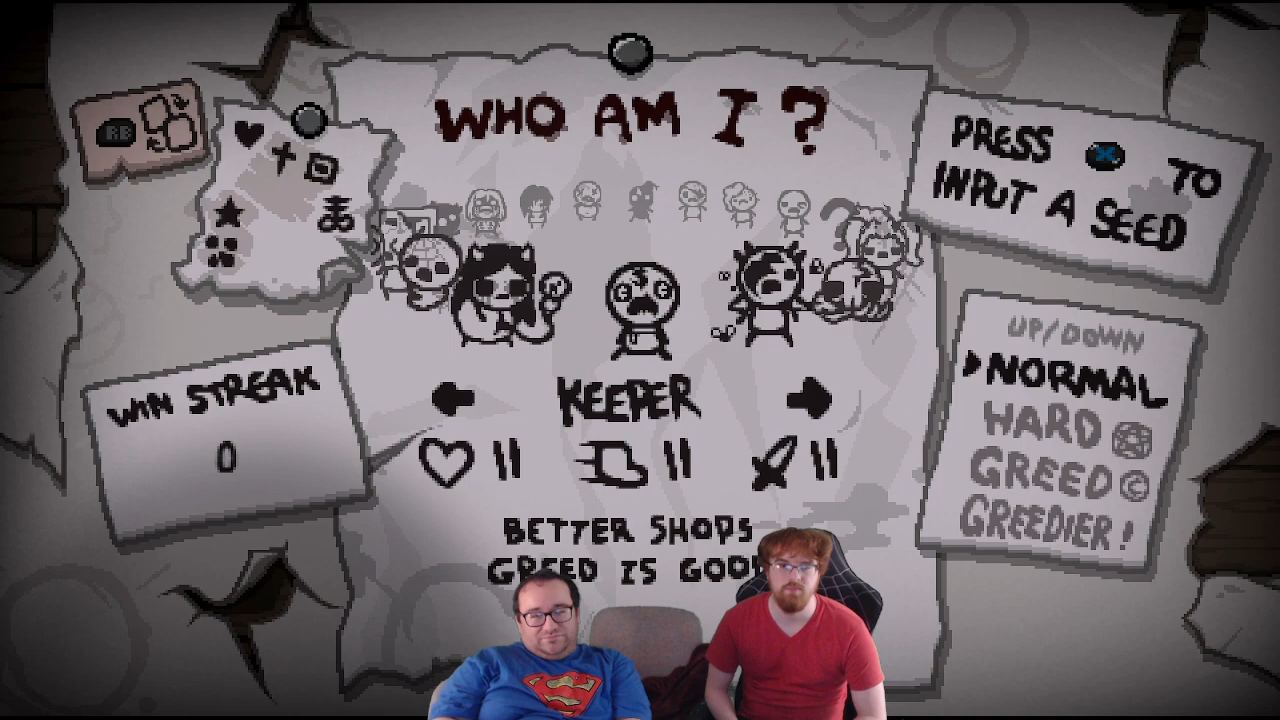 WHO AM I?
RB
PRESS X TO
INPUT A SEED
WIN STREAK
0
UP/DOWN
NORMAL
HARD
GREED
GREEDIER!
KEEPER
BETTER SHOPS
GREED IS GOOD